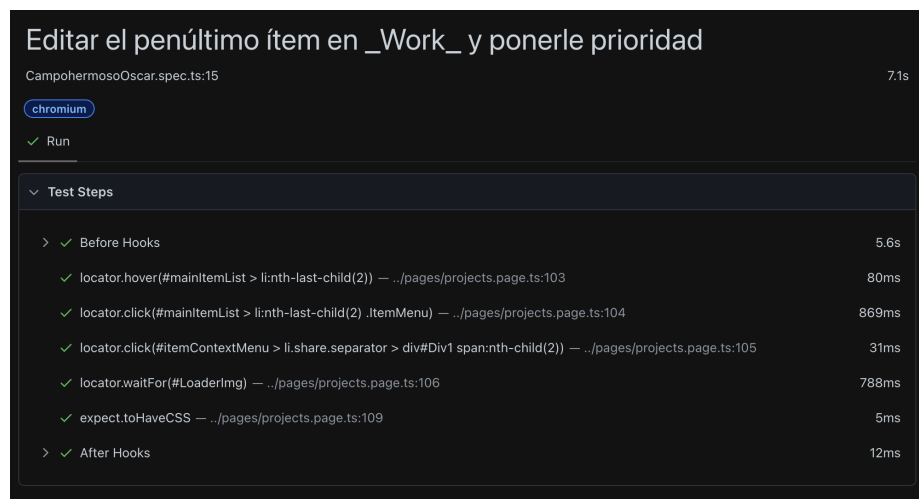 Editar el penúltimo ítem en _Work_ y ponerle prioridad
CampohermosoOscar.spec.ts:15 7.1s
chromium
Run
Test Steps
Before Hooks 5.6s
locator.hover(#mainItemList > li:nth-last-child(2)) — ../pages/projects.page.ts:103 80ms
locator.click(#mainItemList > li:nth-last-child(2) .ItemMenu) — ../pages/projects.page.ts:104 869ms
locator.click(#itemContextMenu > li.share.separator > div#Div1 span:nth-child(2)) — ../pages/projects.page.ts:105 31ms
locator.waitFor(#LoaderImg) — ../pages/projects.page.ts:106 788ms
expect.toHaveCSS — ../pages/projects.page.ts:109 5ms
After Hooks 12ms